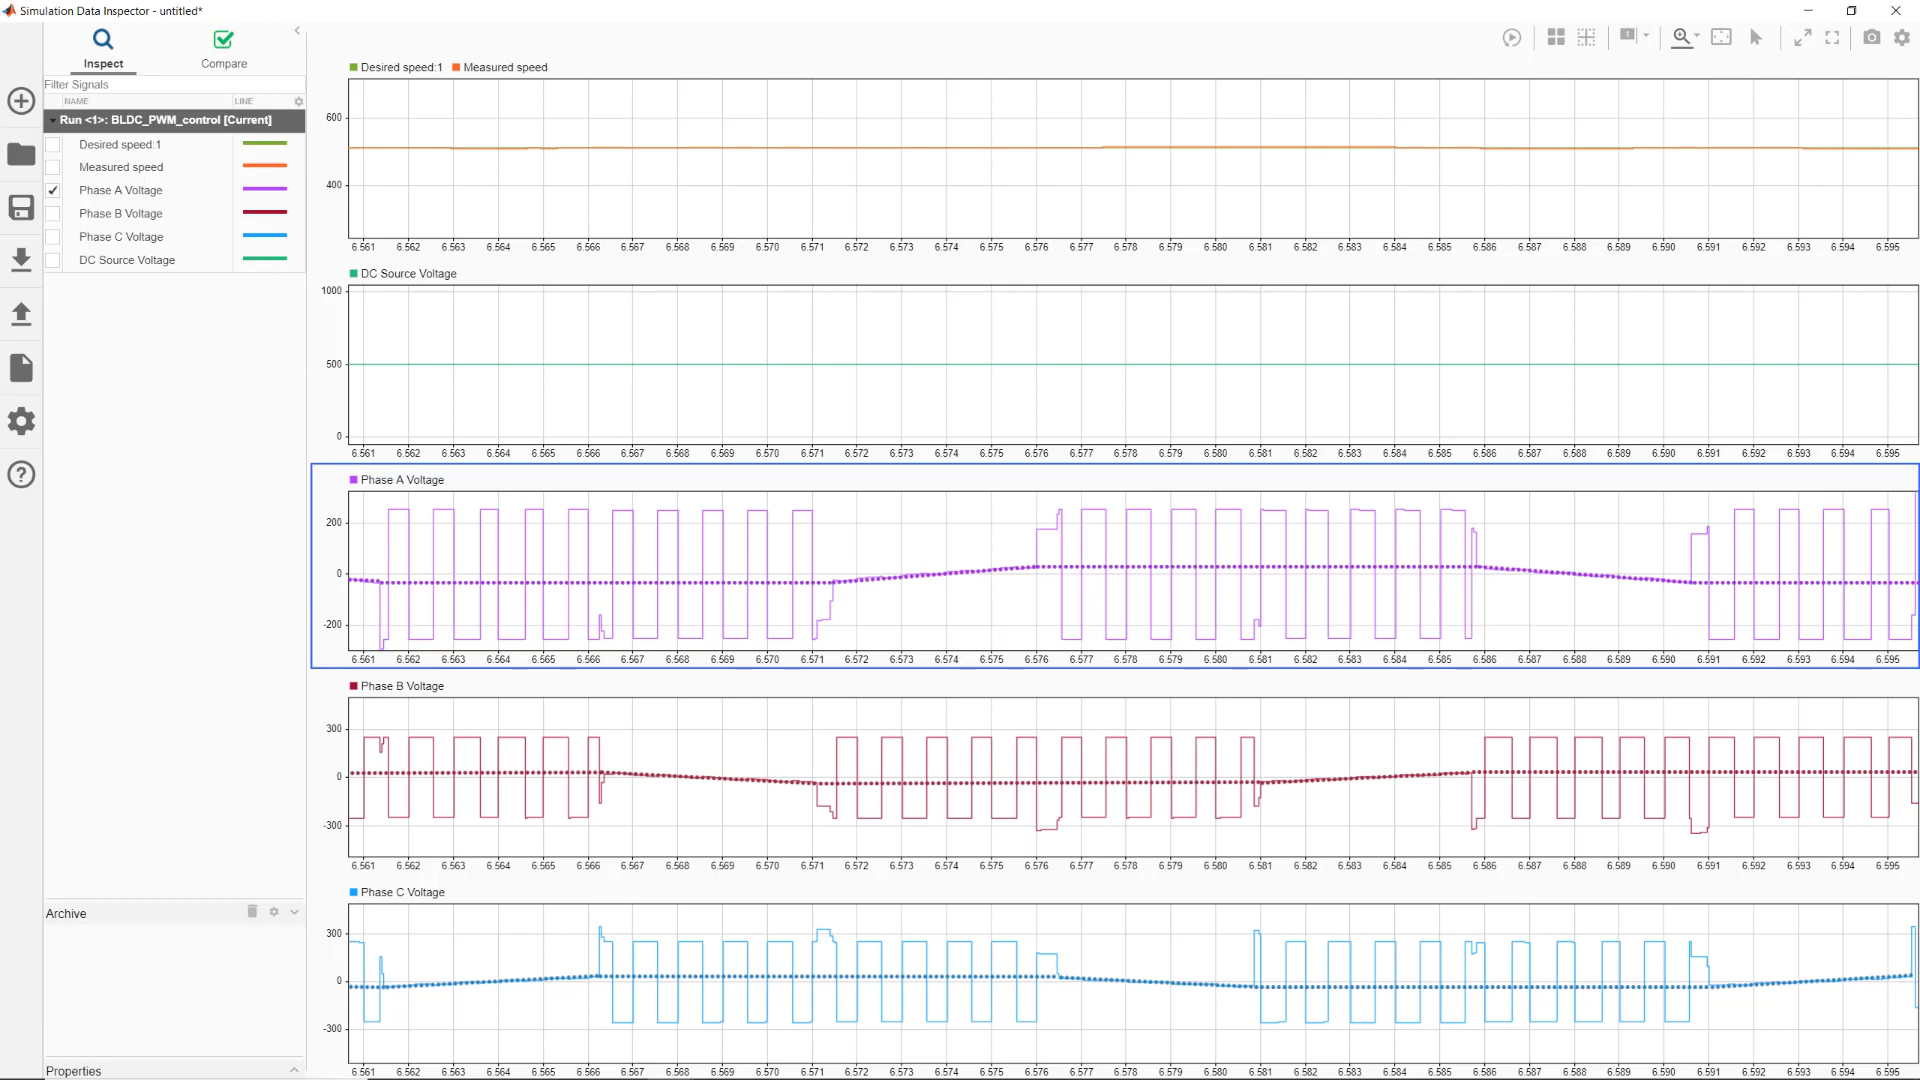 Simulation Data Inspector - untitled*
Inspect Compare
Filter Signals
NAME LINE
Run <1>: BLDC_PWM_control [Current]
Desired speed:1
Measured speed
Phase A Voltage
Phase B Voltage
Phase C Voltage
DC Source Voltage
Archive
Properties
1
Desired speed:1 Measured speed
600
400
6.561 6.562 6.563 6.564 6.565 6.566 6.567 6.568 6.569 6.570 6.571 6.572 6.573 6.574 6.575 6.576 6.577 6.578 6.579 6.580 6.581 6.582 6.583 6.584 6.585 6.586 6.587 6.588 6.589 6.590 6.591 6.592 6.593 6.594 6.595
DC Source Voltage
1000
500
0
6.561 6.562 6.563 6.564 6.565 6.566 6.567 6.568 6.569 6.570 6.571 6.572 6.573 6.574 6.575 6.576 6.577 6.578 6.579 6.580 6.581 6.582 6.583 6.584 6.585 6.586 6.587 6.588 6.589 6.590 6.591 6.592 6.593 6.594 6.595
Phase A Voltage
200
0
-200
6.561 6.562 6.563 6.564 6.565 6.566 6.567 6.568 6.569 6.570 6.571 6.572 6.573 6.574 6.575 6.576 6.577 6.578 6.579 6.580 6.581 6.582 6.583 6.584 6.585 6.586 6.587 6.588 6.589 6.590 6.591 6.592 6.593 6.594 6.595
Phase B Voltage
300
0
-300
6.561 6.562 6.563 6.564 6.565 6.566 6.567 6.568 6.569 6.570 6.571 6.572 6.573 6.574 6.575 6.576 6.577 6.578 6.579 6.580 6.581 6.582 6.583 6.584 6.585 6.586 6.587 6.588 6.589 6.590 6.591 6.592 6.593 6.594 6.595
Phase C Voltage
300
0
-300
6.561 6.562 6.563 6.564 6.565 6.566 6.567 6.568 6.569 6.570 6.571 6.572 6.573 6.574 6.575 6.576 6.577 6.578 6.579 6.580 6.581 6.582 6.583 6.584 6.585 6.586 6.587 6.588 6.589 6.590 6.591 6.592 6.593 6.594 6.595